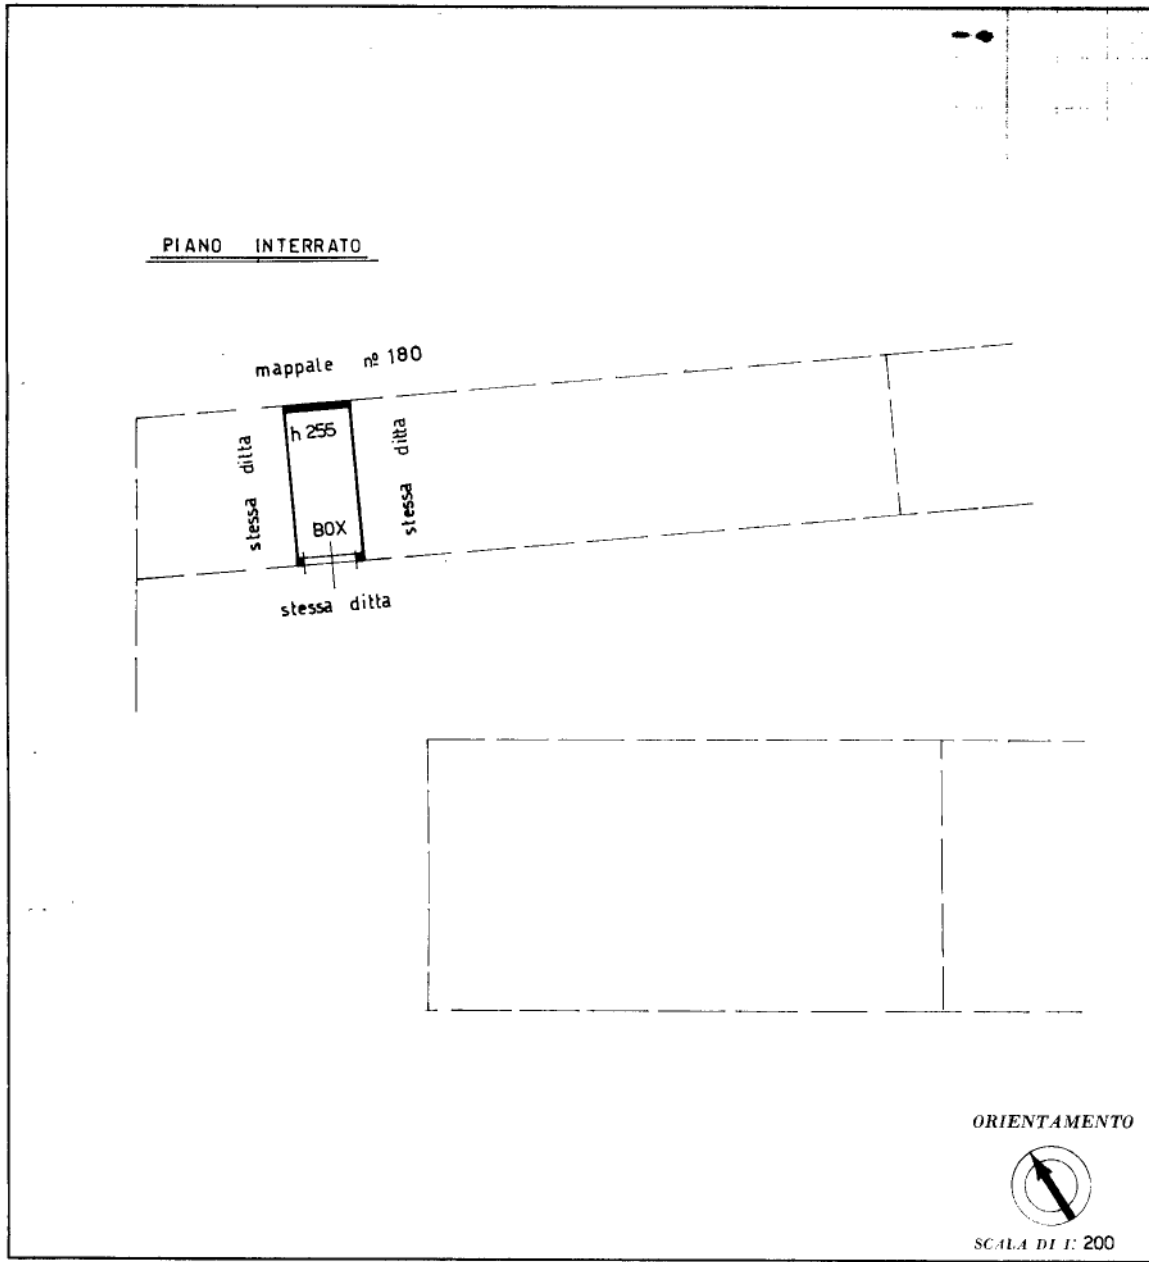 PIANO INTERRATO
mappale nº 180
h 255
stessa ditta
stessa ditta
BOX
stessa ditta
ORIENTAMENTO
SCALA DI 1: 200